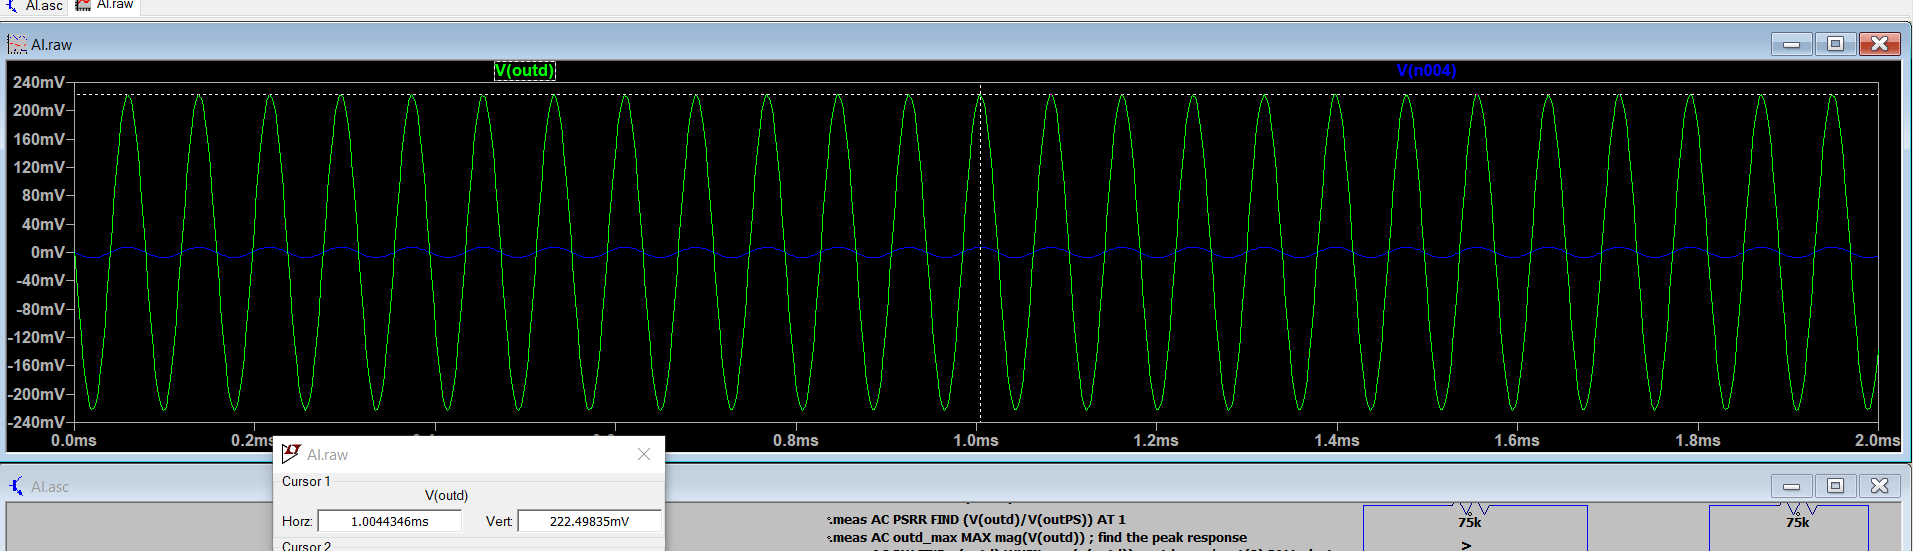 AI.asc AI.raw
AI.raw
V(outd) V(n004)
240mV
200mV
160mV
120mV
80mV
40mV
0mV
-40mV
-80mV
-120mV
-160mV
-200mV
-240mV
0.0ms 0.2ms 0.8ms 1.0ms 1.2ms 1.4ms 1.6ms 1.8ms 2.0ms
AI.raw
Cursor 1
V(outd)
Horz: 1.0044346ms Vert: 222.49835mV
Cursor 2
AI.asc
.meas AC PSRR FIND (V(outd)/V(outPS)) AT 1
.meas AC outd_max MAX mag(V(outd)) ; find the peak response
75k 75k
>